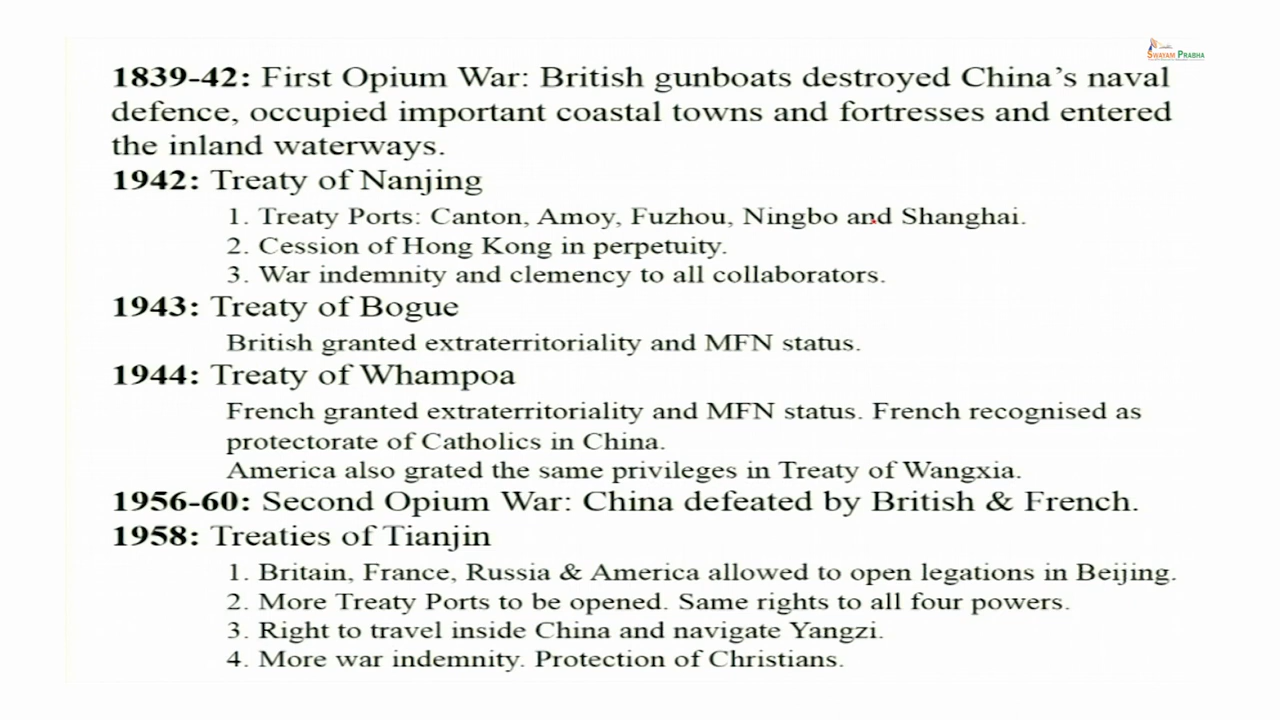 SWAYAM PRABHA
1839-42: First Opium War: British gunboats destroyed China's naval
defence, occupied important coastal towns and fortresses and entered
the inland waterways.
1942: Treaty of Nanjing
1. Treaty Ports: Canton, Amoy, Fuzhou, Ningbo and Shanghai.
2. Cession of Hong Kong in perpetuity.
3. War indemnity and clemency to all collaborators.
1943: Treaty of Bogue
British granted extraterritoriality and MFN status.
1944: Treaty of Whampoa
French granted extraterritoriality and MFN status. French recognised as
protectorate of Catholics in China.
America also grated the same privileges in Treaty of Wangxia.
1956-60: Second Opium War: China defeated by British & French.
1958: Treaties of Tianjin
1. Britain, France, Russia & America allowed to open legations in Beijing.
2. More Treaty Ports to be opened. Same rights to all four powers.
3. Right to travel inside China and navigate Yangzi.
4. More war indemnity. Protection of Christians.